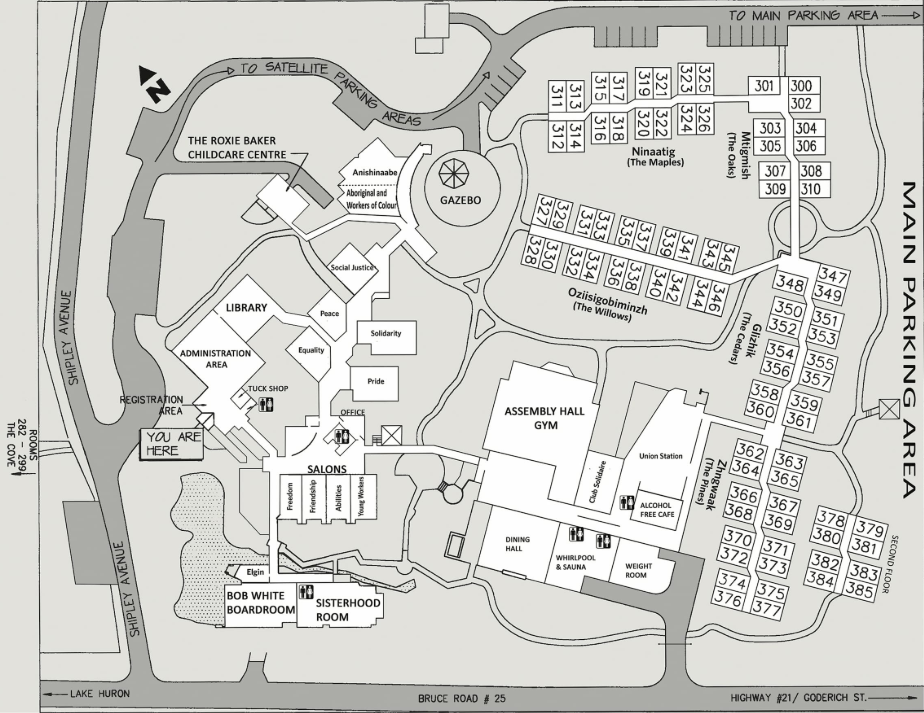 TO MAIN PARKING AREA
TO SATELLITE PARKING AREAS
N
THE ROXIE BAKER
CHILDCARE CENTRE
Anishinaabe
Aboriginal and
Workers of Colour
GAZEBO
311 313 315 317 319 321 323 325
312 314 316 318 320 322 324 326
Ninaatig
(The Maples)
301 300
302
303 304
305 306
307 308
309 310
Mtigmish
(The Oaks)
MAIN PARKING AREA
327 329 331 333 335 337 339 341 343 345
328 330 332 334 336 338 340 342 344 346
Oziisigobiminzh
(The Willows)
347
348 349
350 351
352 353
354 355
356 357
358 359
360 361
Giizhik
(The Cedars)
Social Justice
Peace
LIBRARY
Solidarity
Equality
ADMINISTRATION
AREA
Pride
TUCK SHOP
REGISTRATION
AREA
OFFICE
YOU ARE
HERE
SHIPLEY AVENUE
ROOMS
282 - 299
THE COVE
SALONS
Freedom
Friendship
Abilities
Young Workers
ASSEMBLY HALL
GYM
Club Solidaire
Union Station
ALCOHOL
FREE CAFE
DINING
HALL
WHIRLPOOL
& SAUNA
WEIGHT
ROOM
362 363
364 365
366 367
368 369
370 371
372 373
374 375
376 377
Zhingwaak
(The Pines)
378 379
380 381
382 383
384 385
SECOND FLOOR
Elgin
BOB WHITE
BOARDROOM
SISTERHOOD
ROOM
SHIPLEY AVENUE
LAKE HURON
BRUCE ROAD # 25
HIGHWAY #21/ GODERICH ST.